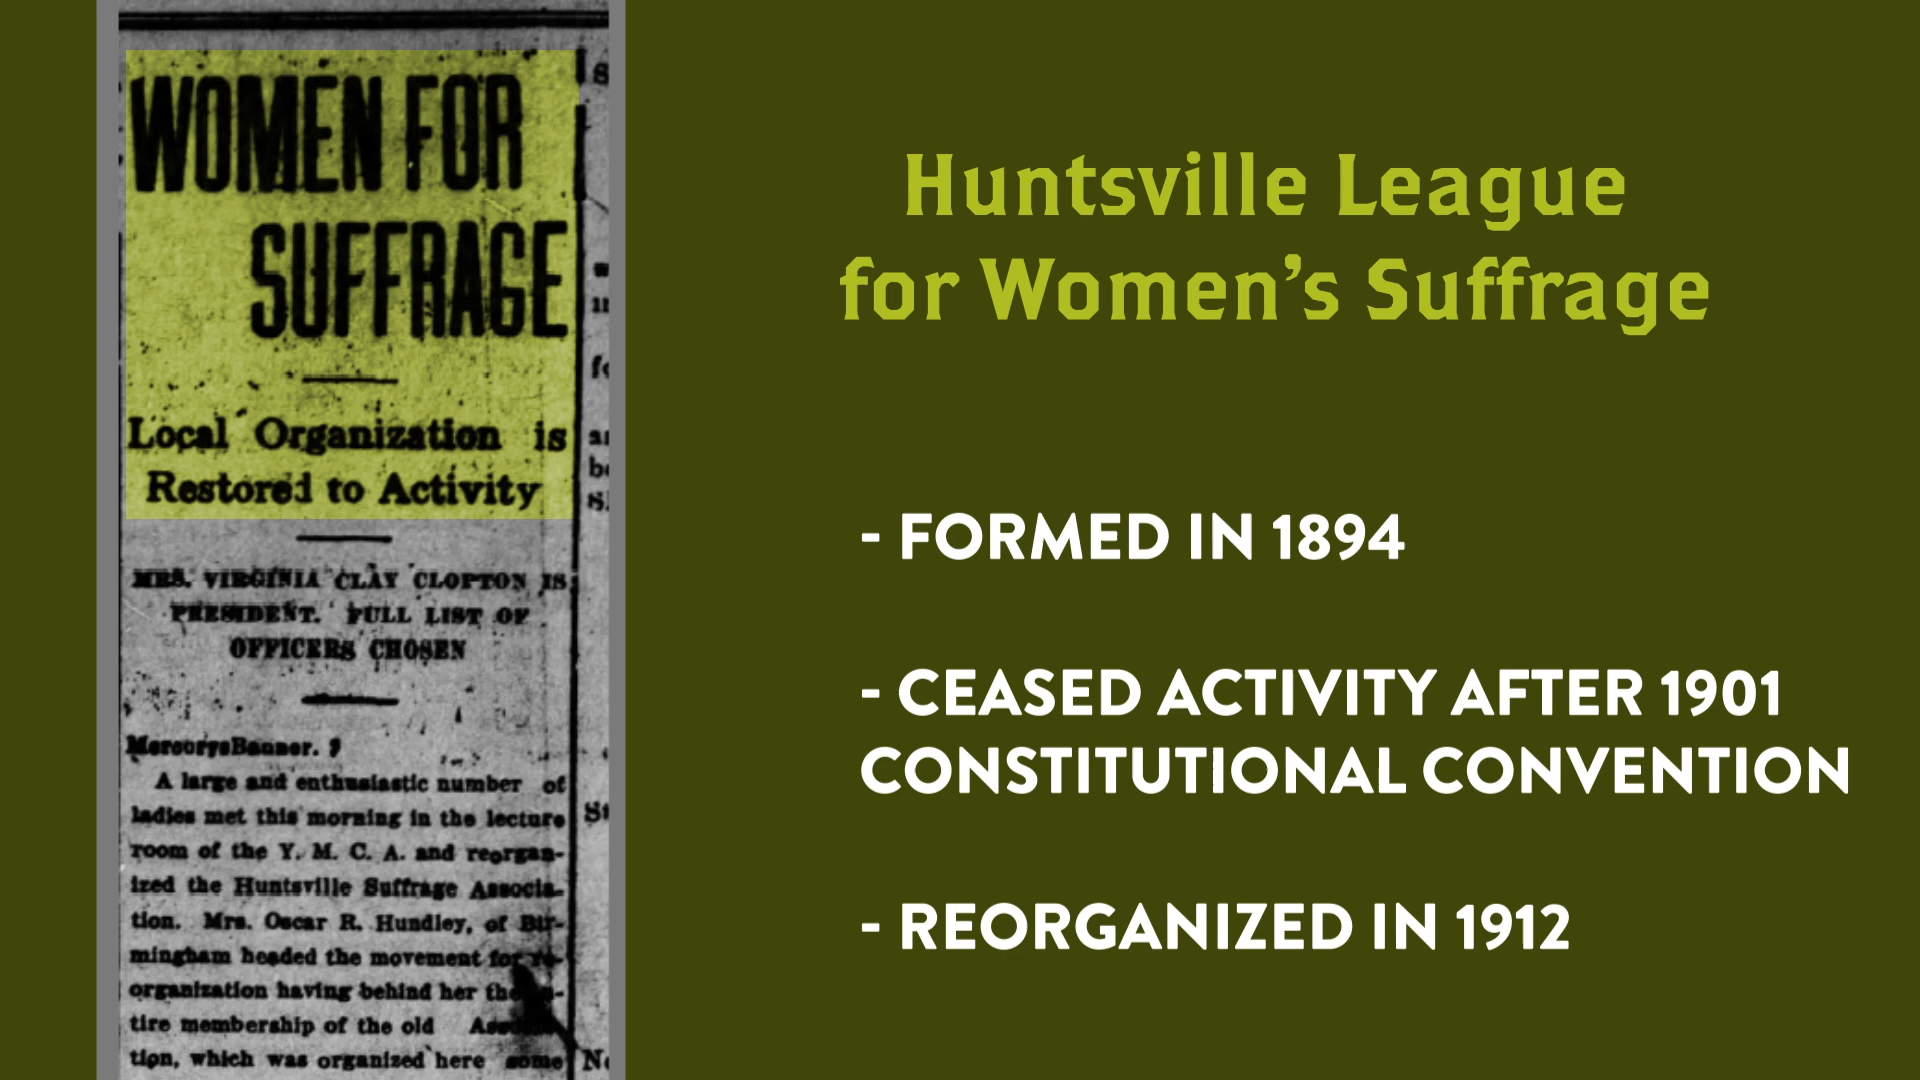 WOMEN FOR
SUFFRAGE
Local Organization is
Restored to Activity
MRS. VIRGINIA CLAY CLOPTON IS
PRESIDENT. FULL LIST OF
OFFICERS CHOSEN
A large and enthusiastic number of
ladies met this morning in the lecture
room of the Y. M. C. A. and reorgan-
ized the Huntsville Suffrage Associa-
tion. Mrs. Oscar R. Hundley, of Bir-
mingham headed the movement for re-
organization having behind her the
tire membership of the old
tion, which was organized here some
Huntsville League
for Women’s Suffrage
- FORMED IN 1894
- CEASED ACTIVITY AFTER 1901
CONSTITUTIONAL CONVENTION
- REORGANIZED IN 1912